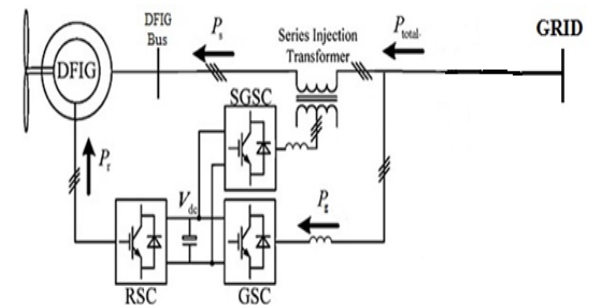 DFIG
Bus
Ps
Series Injection
Transformer
Ptotal.
GRID
DFIG
SGSC
Pr
Vdc
Pg
RSC
GSC